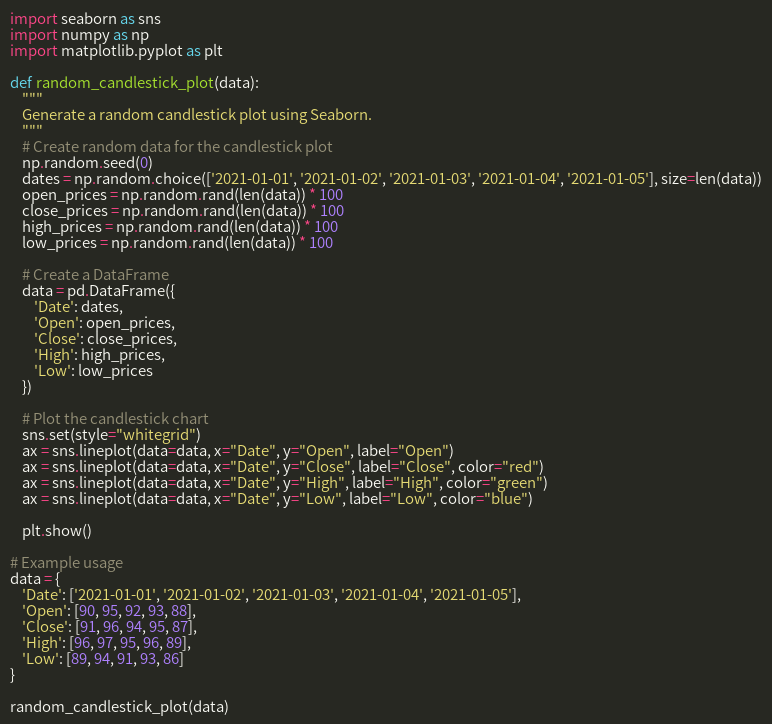 import seaborn as sns
import numpy as np
import matplotlib.pyplot as plt

def random_candlestick_plot(data):
    """
    Generate a random candlestick plot using Seaborn.
    """
    # Create random data for the candlestick plot
    np.random.seed(0)
    dates = np.random.choice(['2021-01-01', '2021-01-02', '2021-01-03', '2021-01-04', '2021-01-05'], size=len(data))
    open_prices = np.random.rand(len(data)) * 100
    close_prices = np.random.rand(len(data)) * 100
    high_prices = np.random.rand(len(data)) * 100
    low_prices = np.random.rand(len(data)) * 100

    # Create a DataFrame
    data = pd.DataFrame({
        'Date': dates,
        'Open': open_prices,
        'Close': close_prices,
        'High': high_prices,
        'Low': low_prices
    })

    # Plot the candlestick chart
    sns.set(style="whitegrid")
    ax = sns.lineplot(data=data, x="Date", y="Open", label="Open")
    ax = sns.lineplot(data=data, x="Date", y="Close", label="Close", color="red")
    ax = sns.lineplot(data=data, x="Date", y="High", label="High", color="green")
    ax = sns.lineplot(data=data, x="Date", y="Low", label="Low", color="blue")

    plt.show()

# Example usage
data = {
    'Date': ['2021-01-01', '2021-01-02', '2021-01-03', '2021-01-04', '2021-01-05'],
    'Open': [90, 95, 92, 93, 88],
    'Close': [91, 96, 94, 95, 87],
    'High': [96, 97, 95, 96, 89],
    'Low': [89, 94, 91, 93, 86]
}

random_candlestick_plot(data)